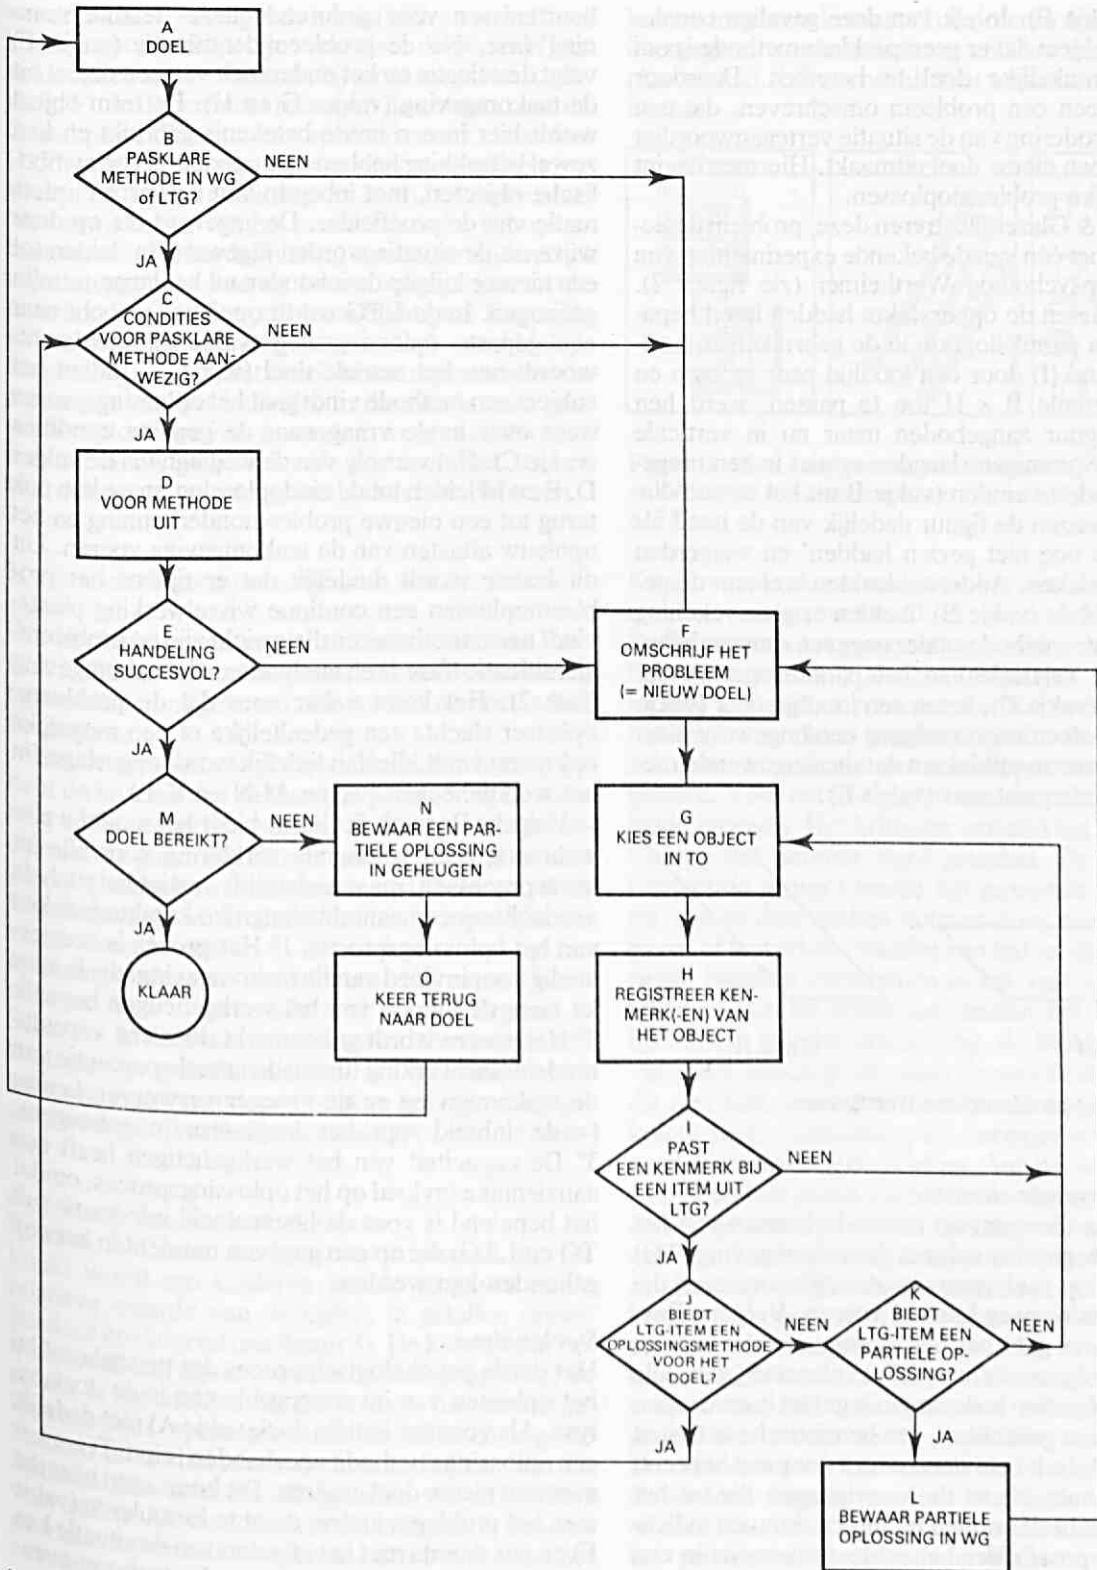 A
DOEL
B
PASKLARE
METHODE IN WG
of LTG?
NEEN
JA
C
CONDITIES
VOOR PASKLARE
METHODE AAN-
WEZIG?
NEEN
JA
D
VOOR METHODE
UIT
E
HANDELING
SUCCESVOL?
NEEN
JA
M
DOEL BEREIKT?
NEEN
JA
KLAAR
N
BEWAAR EEN PAR-
TIELE OPLOSSING
IN GEHEUGEN
O
KEER TERUG
NAAR DOEL
F
OMSCHRIJF HET
PROBLEEM
(= NIEUW DOEL)
G
KIES EEN OBJECT
IN TO
H
REGISTREER KEN-
MERK(-EN) VAN
HET OBJECT
I
PAST
EEN KENMERK BIJ
EEN ITEM UIT
LTG?
NEEN
JA
J
BIEDT
LTG-ITEM EEN
OPLOSSINGSMETHODE
VOOR HET
DOEL?
NEEN
JA
K
BIEDT
LTG-ITEM EEN
PARTIELE OP-
LOSSING?
NEEN
JA
L
BEWAAR PARTIELE
OPLOSSING IN WG